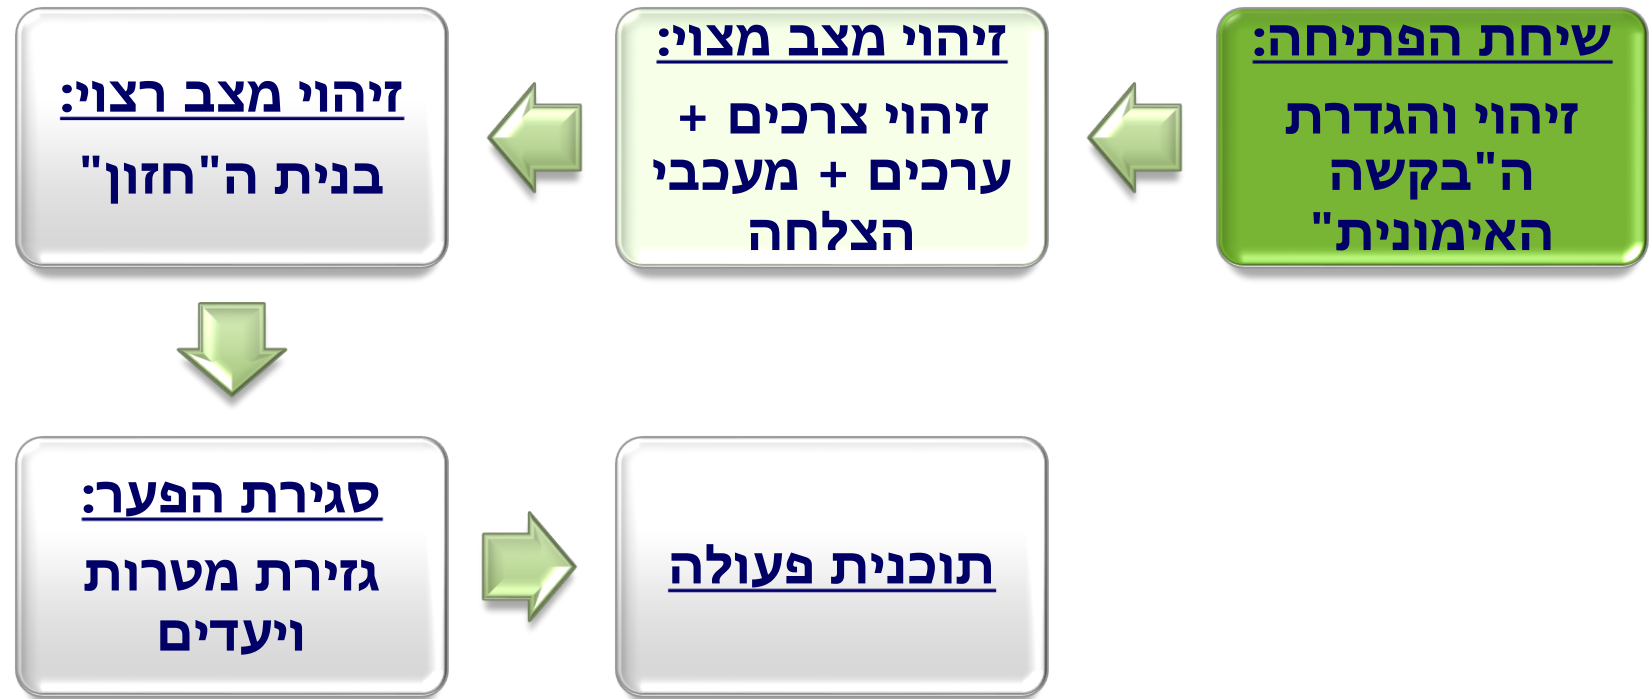 שיחת הפתיחה:
זיהוי והגדרת
ה"בקשה
האימונית"
זיהוי מצב מצוי:
זיהוי צרכים +
ערכים + מעכבי
הצלחה
זיהוי מצב רצוי:
בנית ה"חזון"
סגירת הפער:
גזירת מטרות
ויעדים
תוכנית פעולה